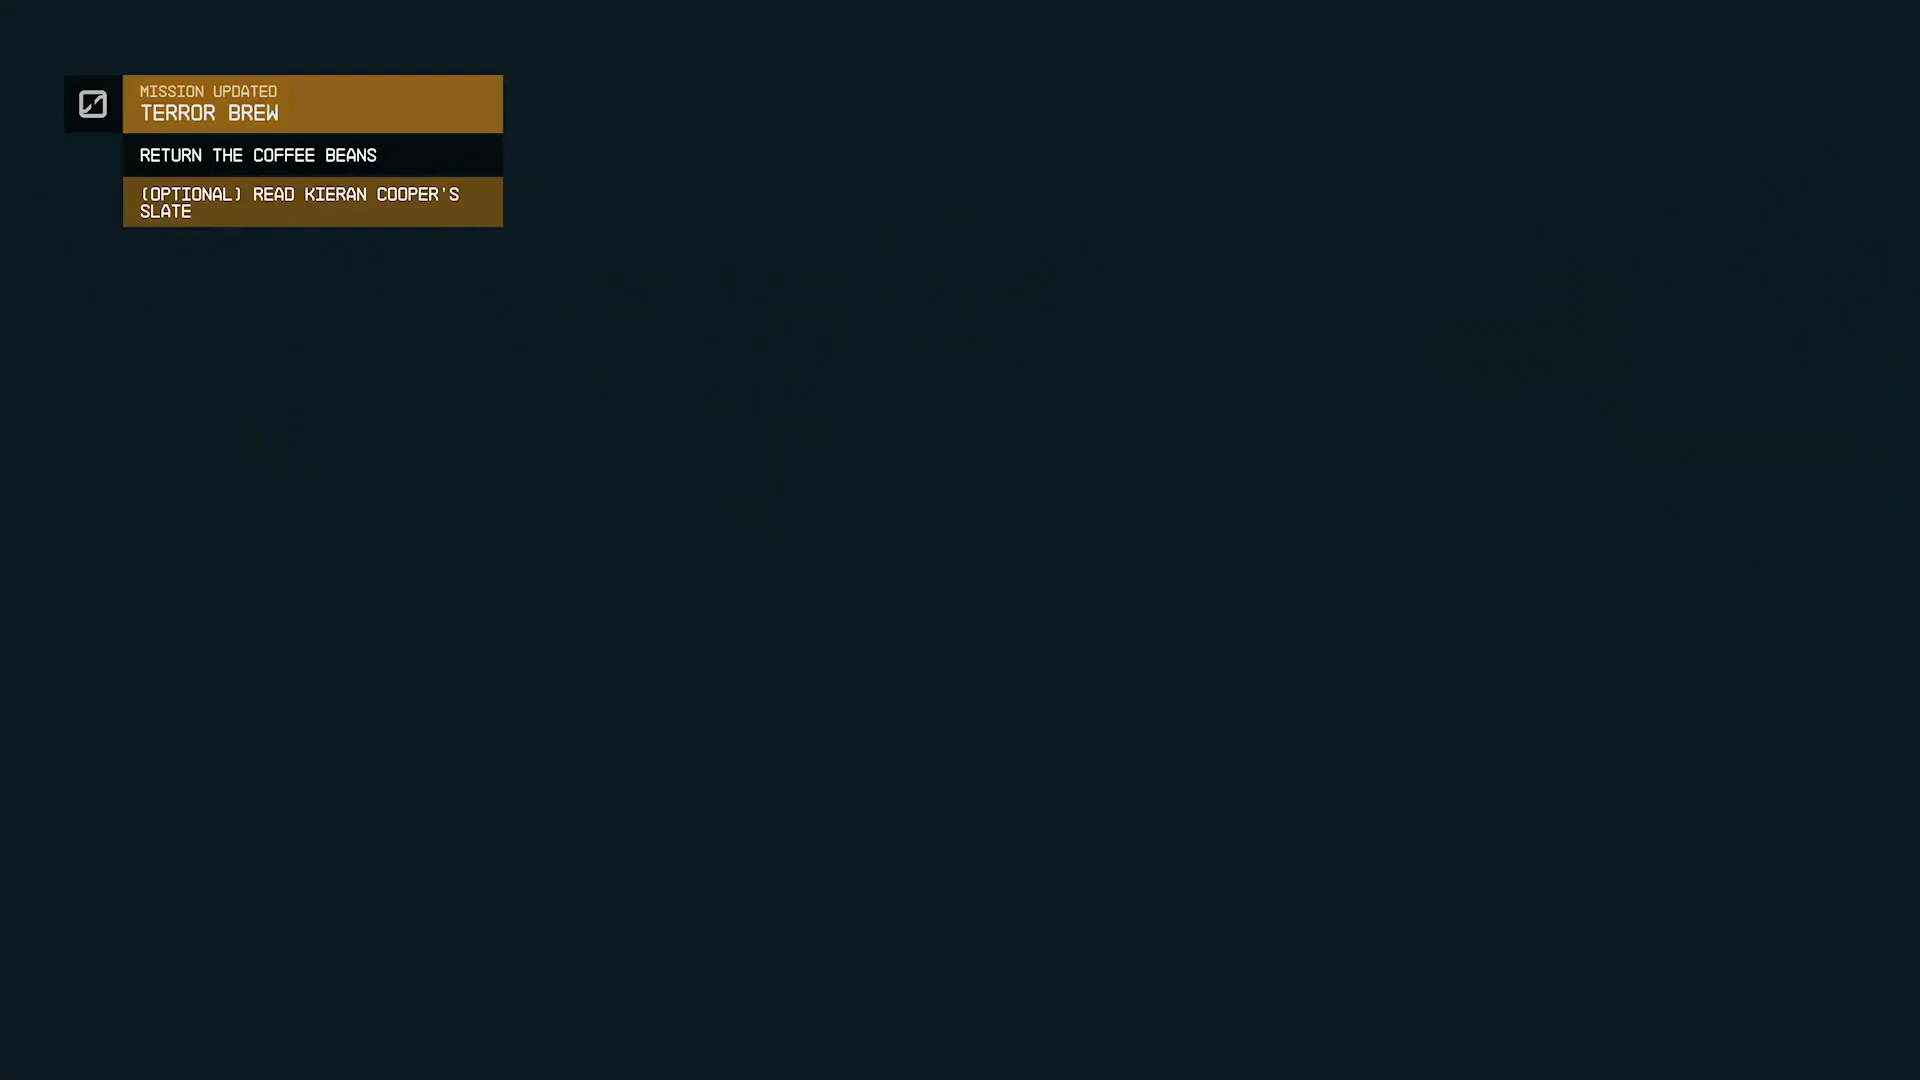 MISSION UPDATED
TERROR BREW
RETURN THE COFFEE BEANS
(OPTIONAL) READ KIERAN COOPER'S
SLATE